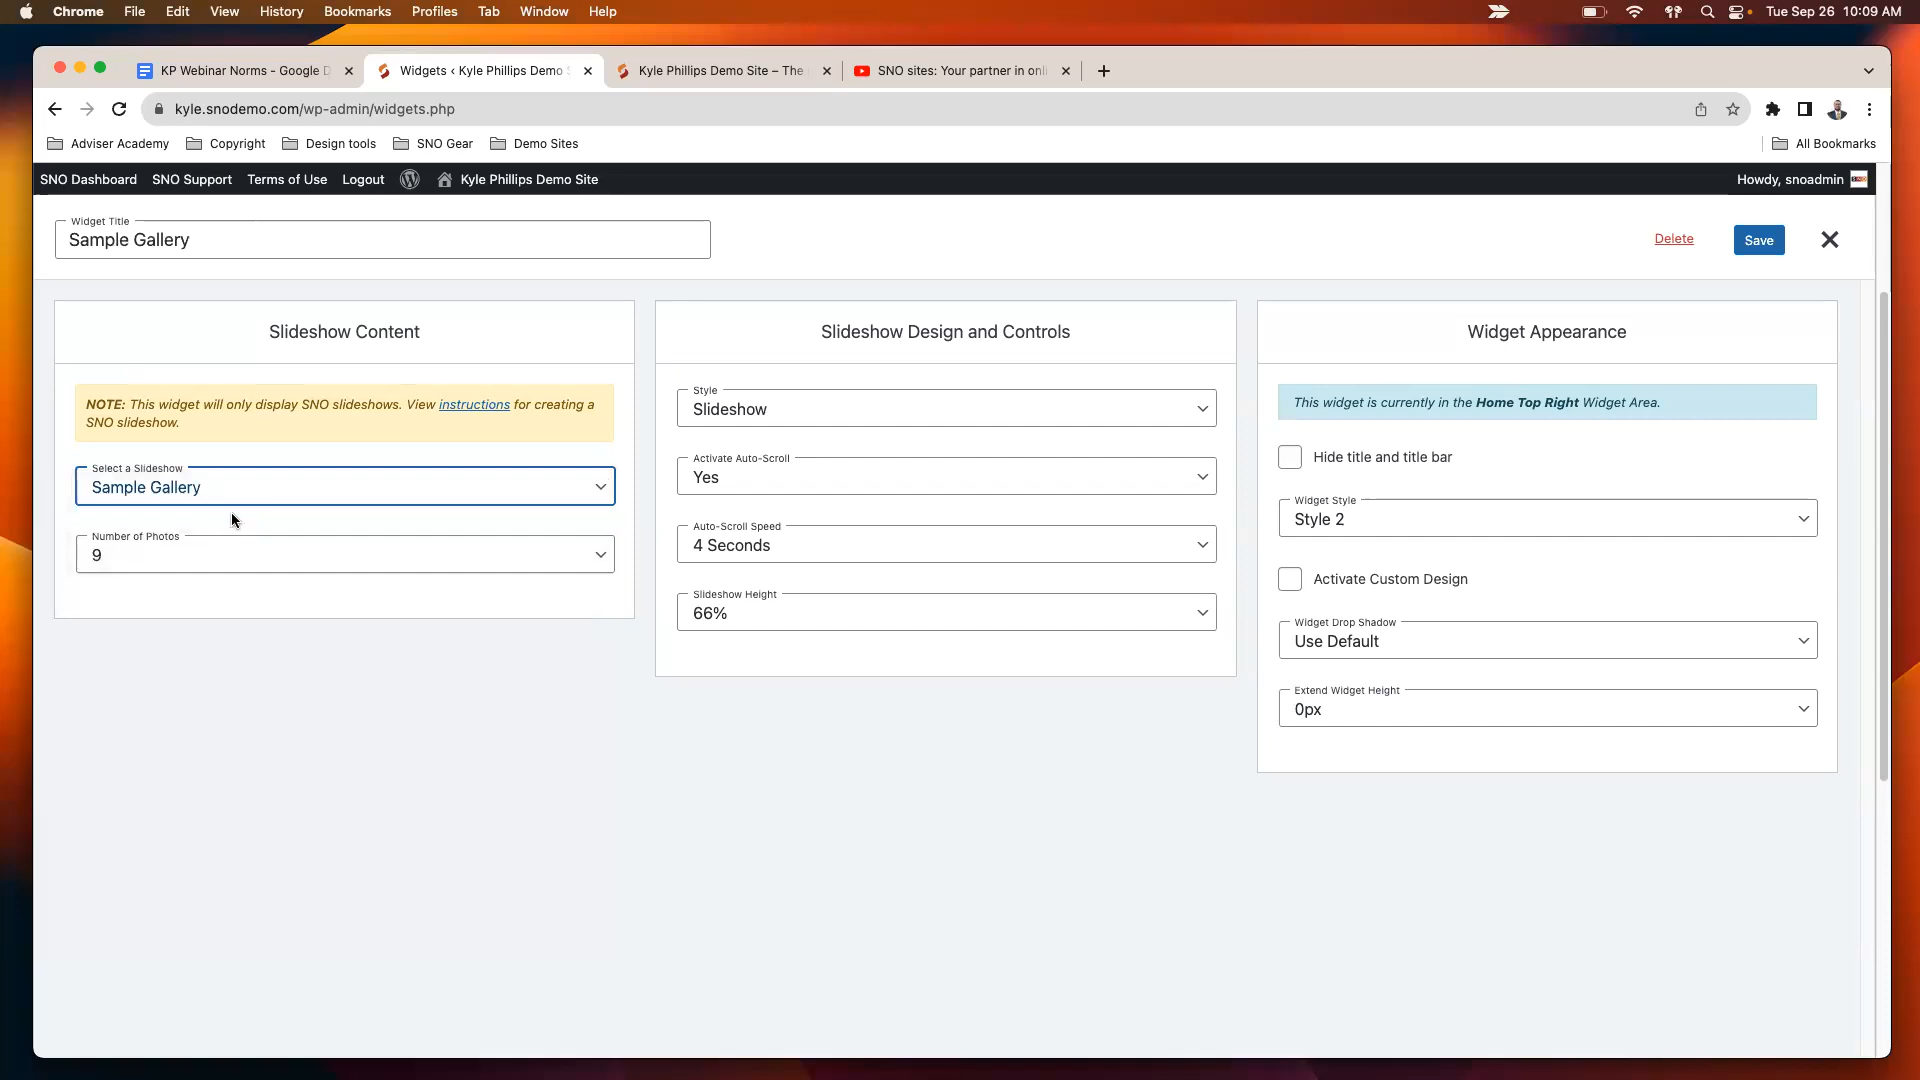 Chrome File Edit View History Bookmarks Profiles Tab Window Help Tue Sep 26 10:09 AM
KP Webinar Norms - Google D Widgets ‹ Kyle Phillips Demo Kyle Phillips Demo Site – The SNO sites: Your partner in onli
kyle.snodemo.com/wp-admin/widgets.php
Adviser Academy Copyright Design tools SNO Gear Demo Sites All Bookmarks
SNO Dashboard SNO Support Terms of Use Logout Kyle Phillips Demo Site Howdy, snoadmin
Widget Title
Sample Gallery
Delete Save
Slideshow Content
NOTE: This widget will only display SNO slideshows. View instructions for creating a
SNO slideshow.
Select a Slideshow
Sample Gallery
Number of Photos
9
Slideshow Design and Controls
Style
Slideshow
Activate Auto-Scroll
Yes
Auto-Scroll Speed
4 Seconds
Slideshow Height
66%
Widget Appearance
This widget is currently in the Home Top Right Widget Area.
Hide title and title bar
Widget Style
Style 2
Activate Custom Design
Widget Drop Shadow
Use Default
Extend Widget Height
0px